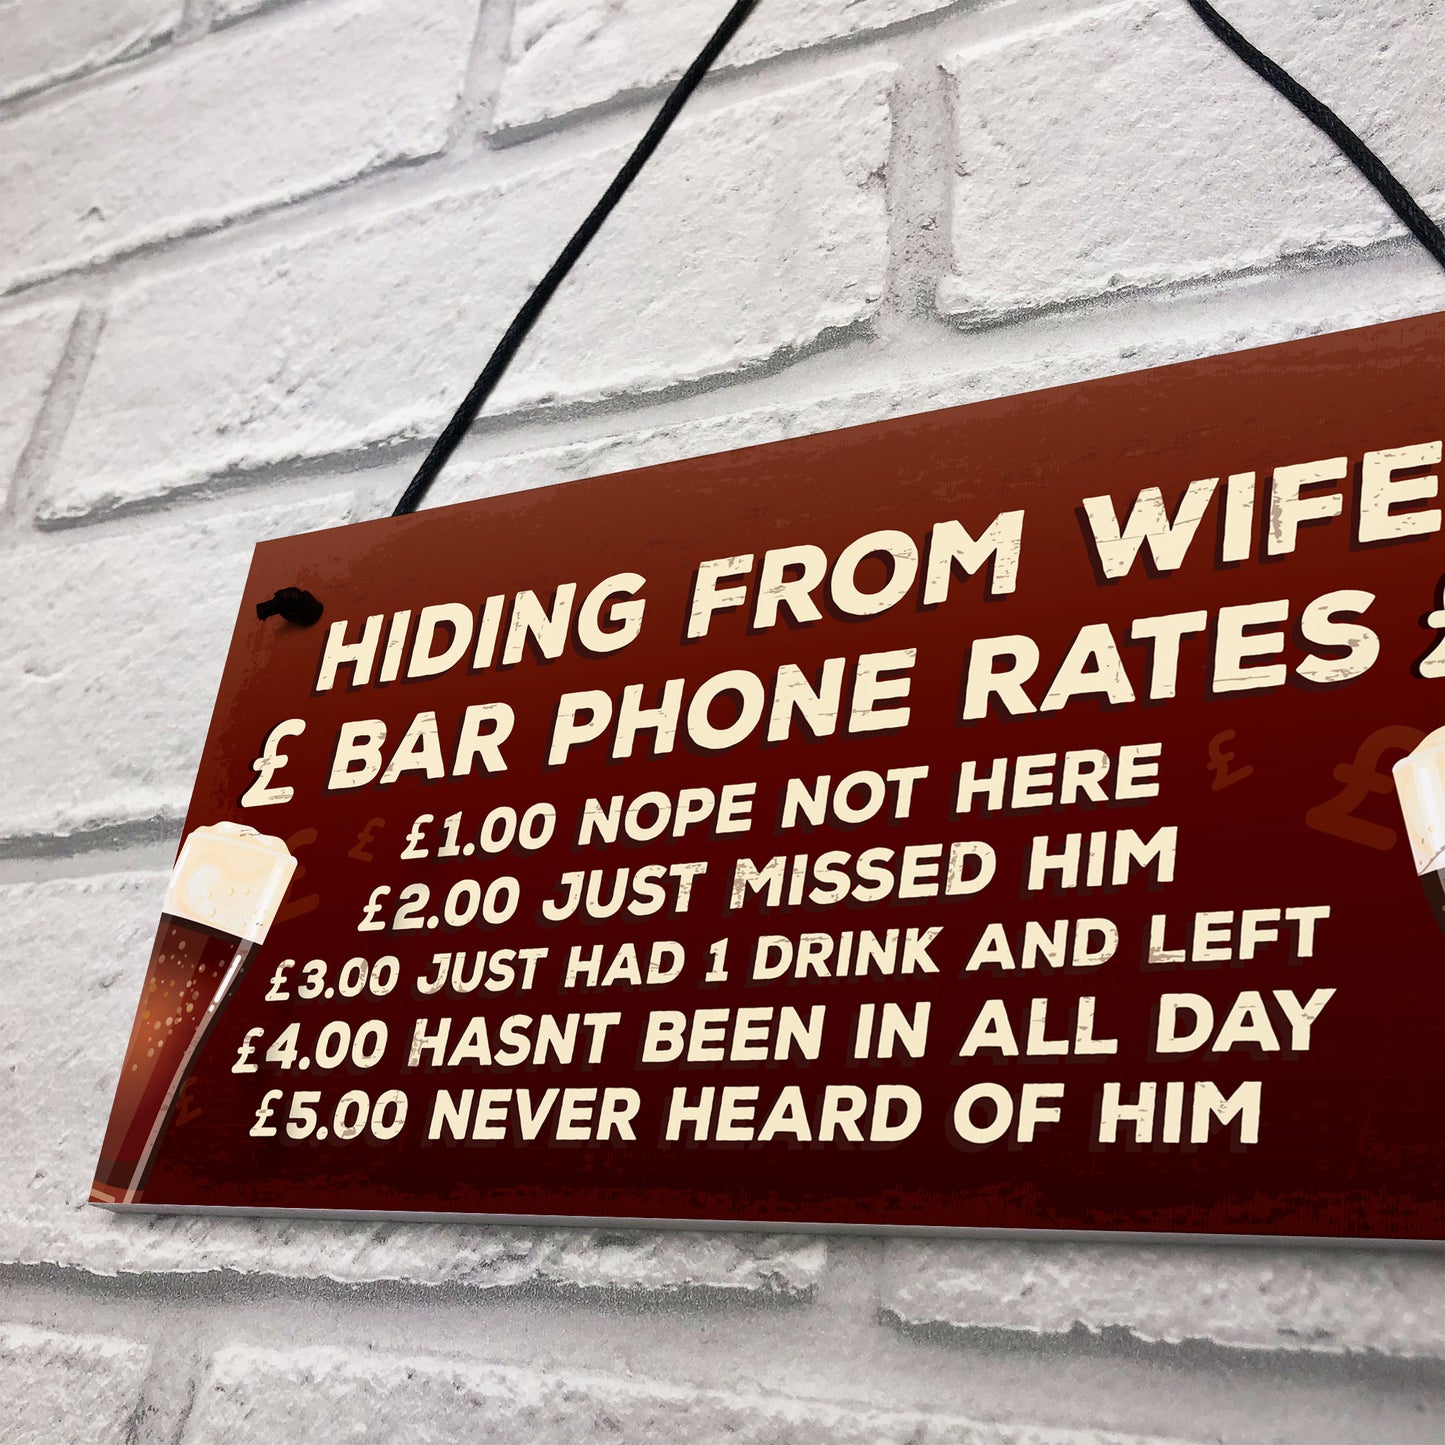 HIDING FROM WIFE
£ BAR PHONE RATES £
£1.00 NOPE NOT HERE
£2.00 JUST MISSED HIM
£3.00 JUST HAD 1 DRINK AND LEFT
£4.00 HASNT BEEN IN ALL DAY
£5.00 NEVER HEARD OF HIM